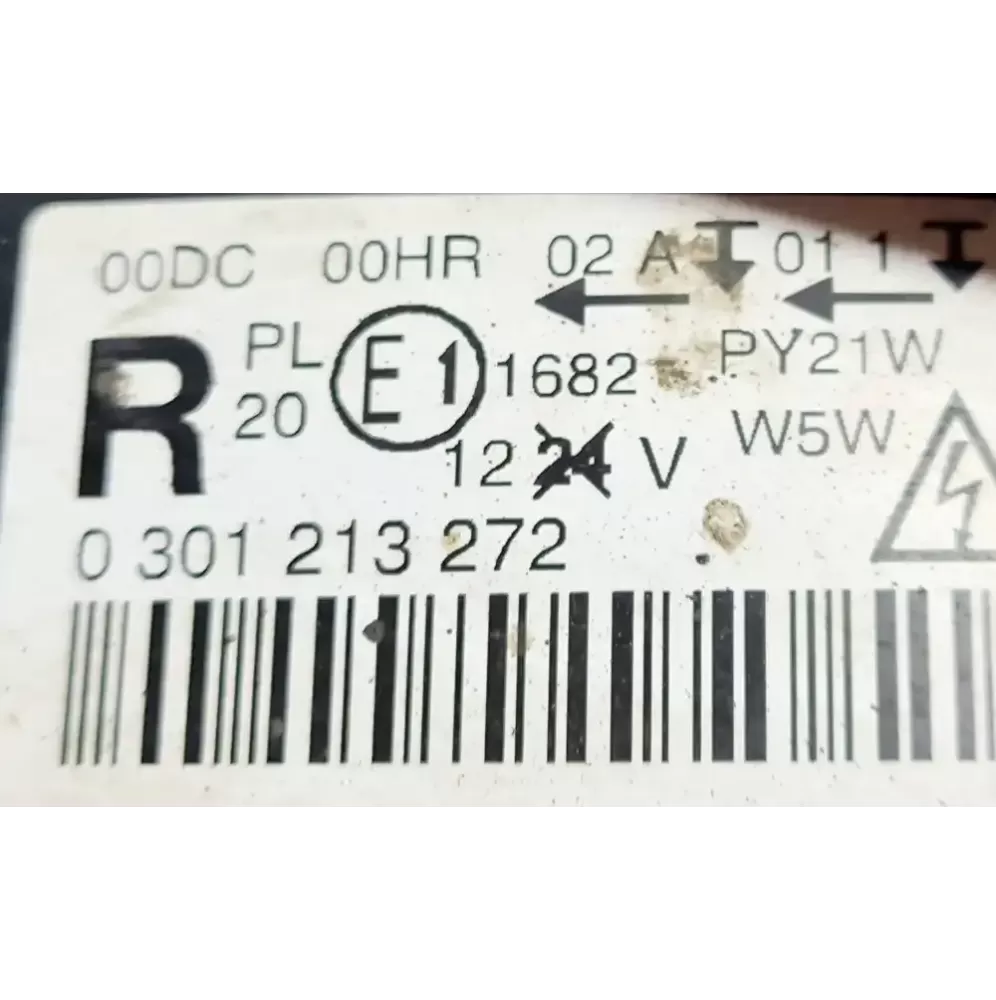 00DC 00HR 02 A 01 1
R PL 20 E1 1682 PY21W
12 24 V W5W
0 301 213 272